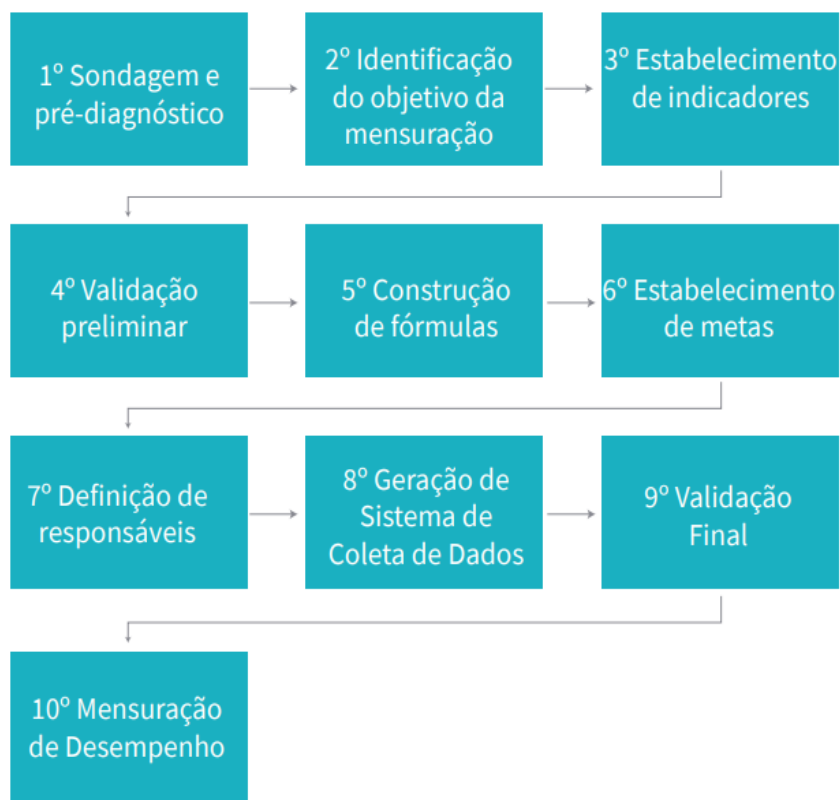 1º Sondagem e
pré-diagnóstico
2º Identificação
do objetivo da
mensuração
3º Estabelecimento
de indicadores
4º Validação
preliminar
5º Construção
de fórmulas
6º Estabelecimento
de metas
7º Definição de
responsáveis
8º Geração de
Sistema de
Coleta de Dados
9º Validação
Final
10º Mensuração
de Desempenho